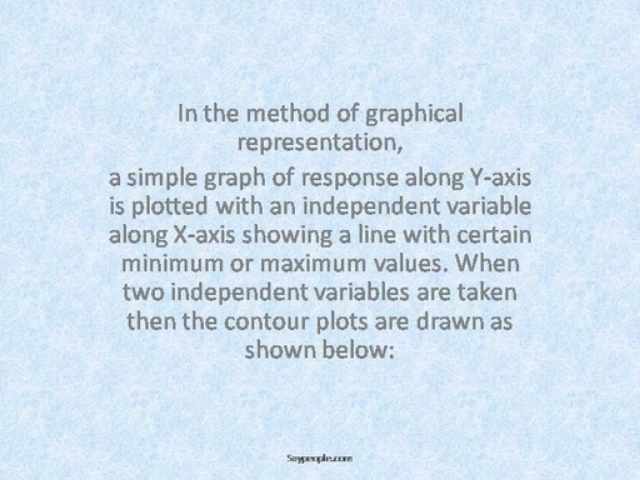 In the method of graphical
representation,
a simple graph of response along Y-axis
is plotted with an independent variable
along X-axis showing a line with certain
minimum or maximum values. When
two independent variables are taken
then the contour plots are drawn as
shown below:
Saypeople.com